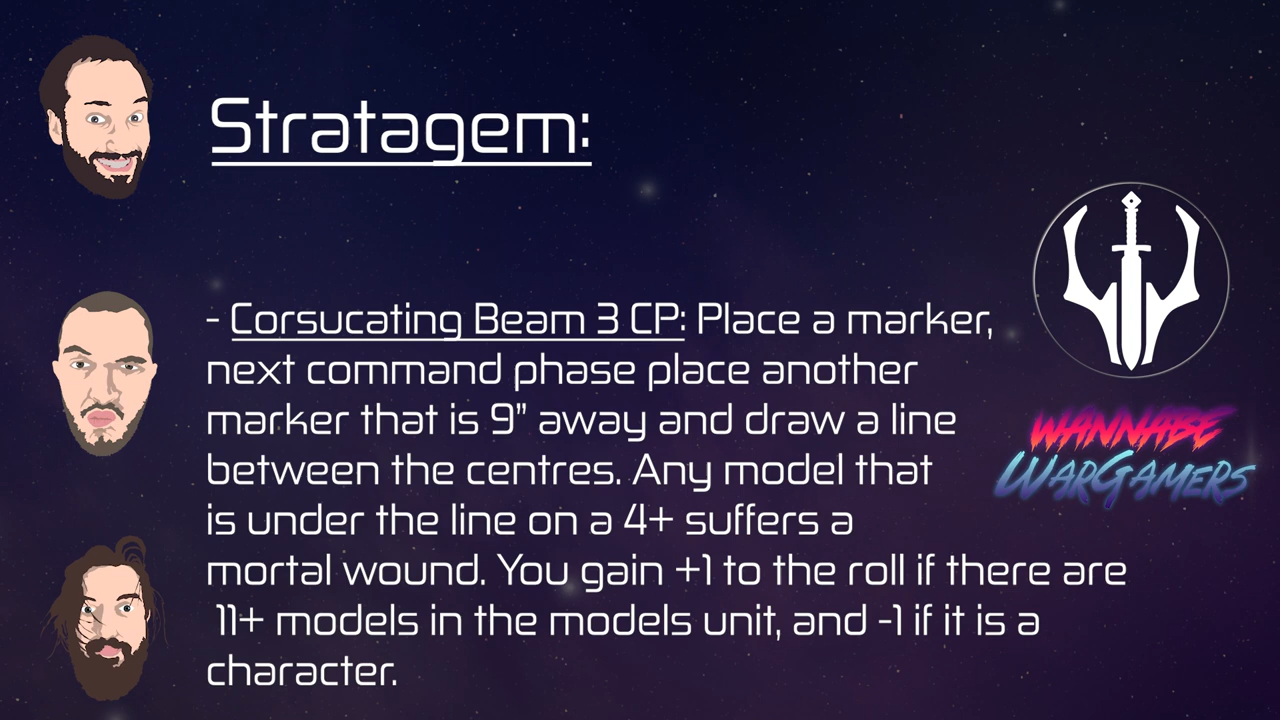 Stratagem:
- Corsucating Beam 3 CP: Place a marker,
next command phase place another
marker that is 9" away and draw a line
between the centres. Any model that
is under the line on a 4+ suffers a
mortal wound. You gain +1 to the roll if there are
11+ models in the models unit, and -1 if it is a
character.
WANNABE
WARGAMERS